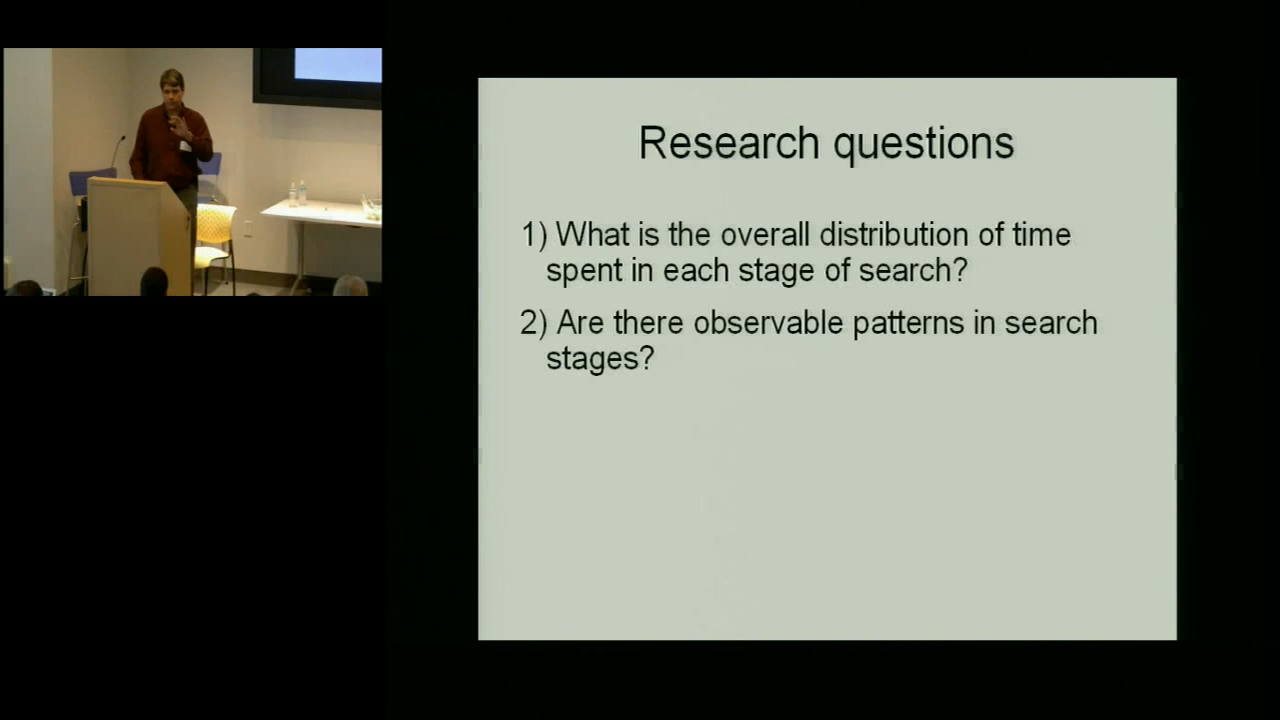 Research questions
1) What is the overall distribution of time
spent in each stage of search?
2) Are there observable patterns in search
stages?